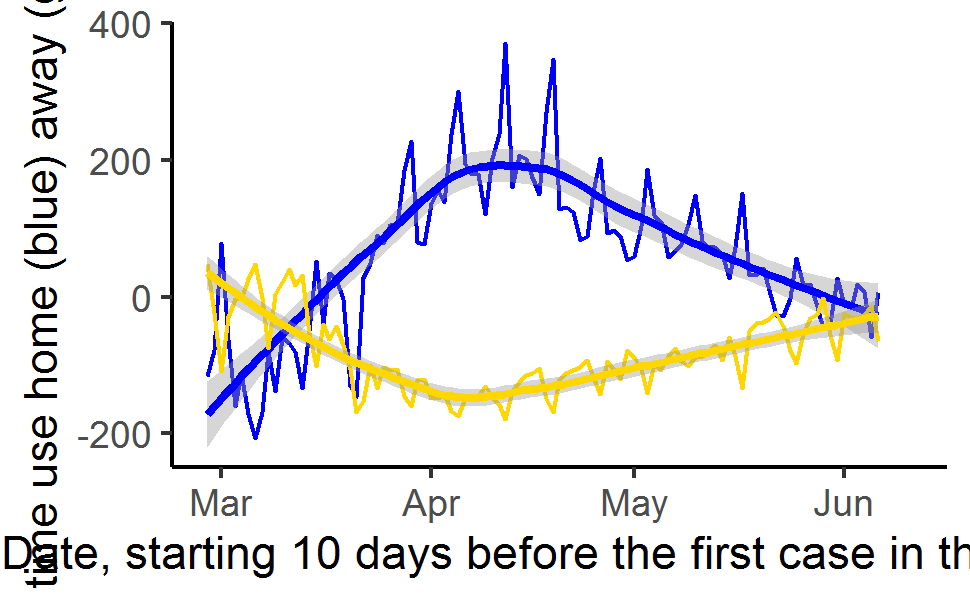 time use home (blue) away (
400
200
0
-200
Mar Apr May Jun
Date, starting 10 days before the first case in th